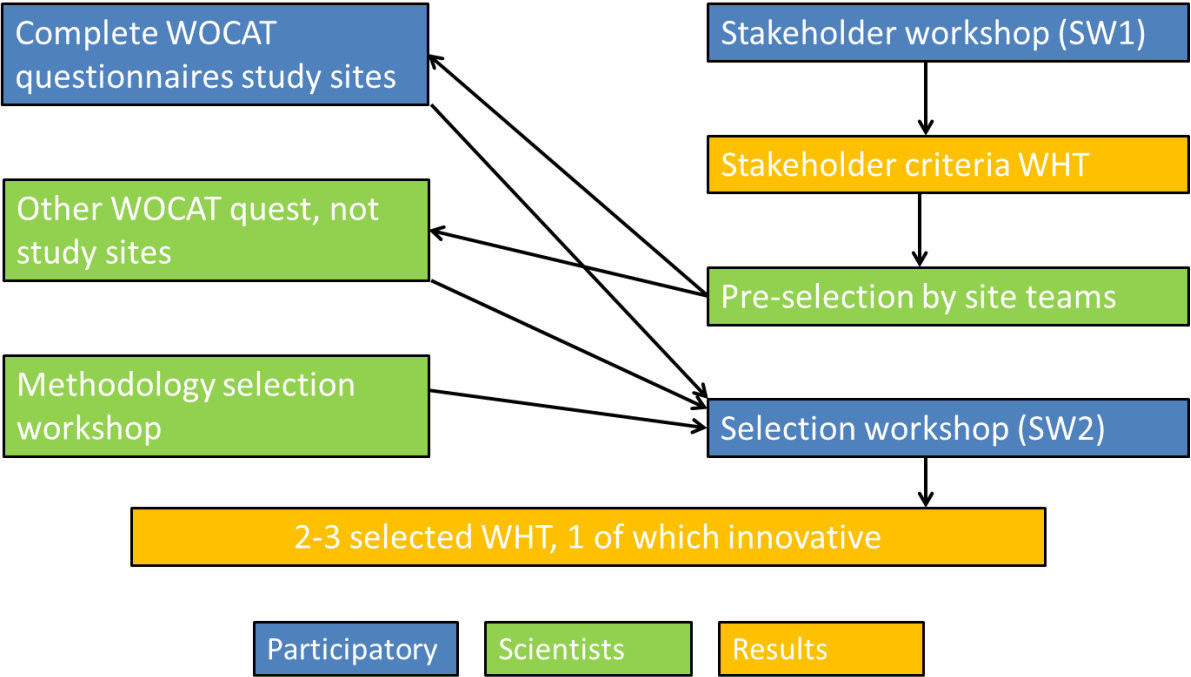 Complete WOCAT
questionnaires study sites
Stakeholder workshop (SW1)
Stakeholder criteria WHT
Other WOCAT quest, not
study sites
Pre-selection by site teams
Methodology selection
workshop
Selection workshop (SW2)
2-3 selected WHT, 1 of which innovative
Participatory
Scientists
Results